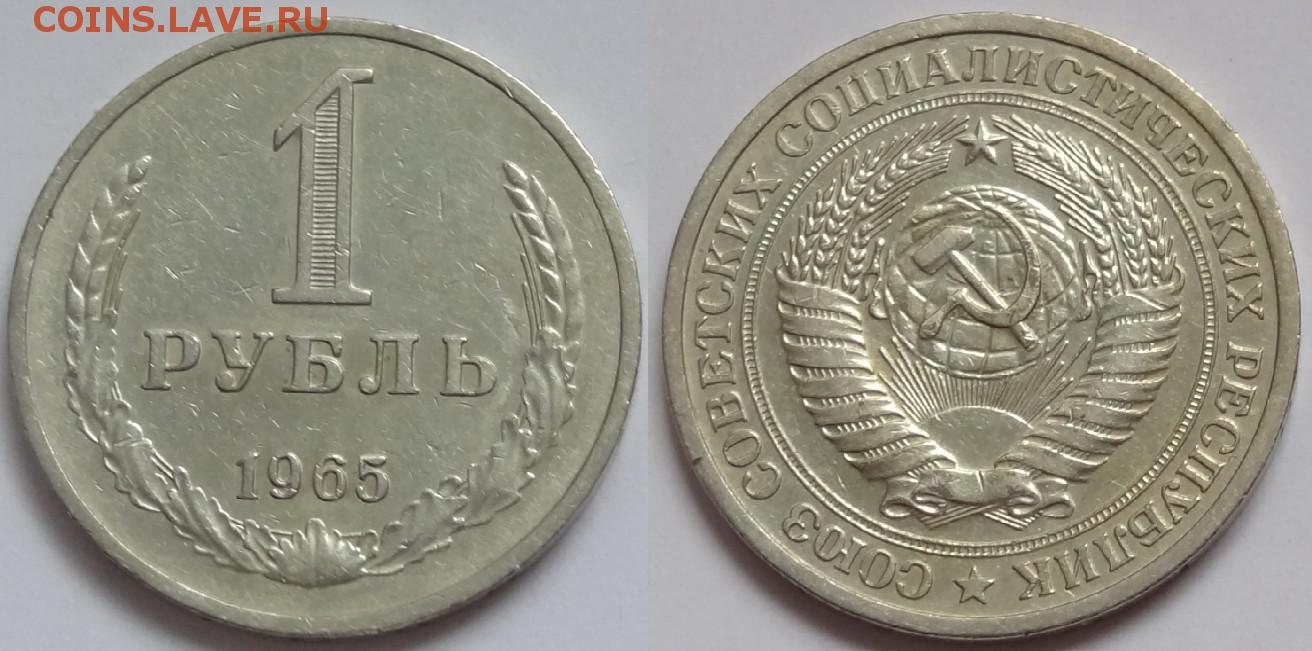 COINS.LAVE.RU
1
РУБЛЬ
1965
СОЮЗ СОВЕТСКИХ СОЦИАЛИСТИЧЕСКИХ РЕСПУБЛИК